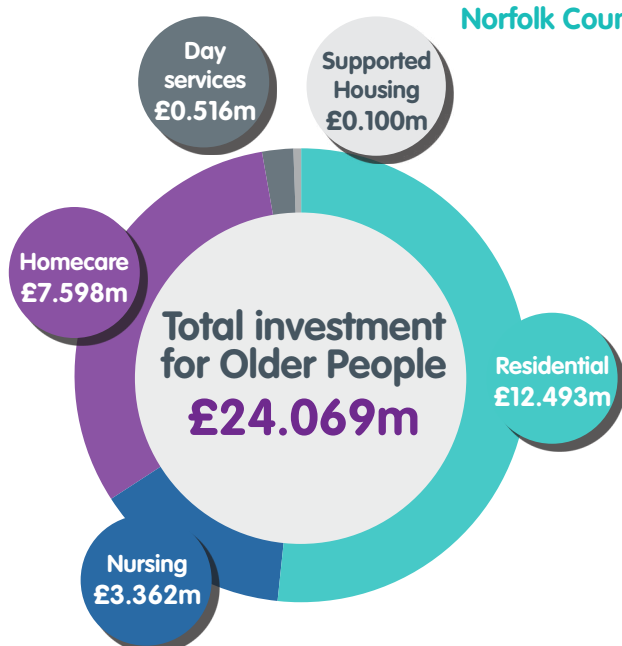 Norfolk Cour
Day
services
£0.516m
Supported
Housing
£0.100m
Homecare
£7.598m
Total investment
for Older People
£24.069m
Residential
£12.493m
Nursing
£3.362m